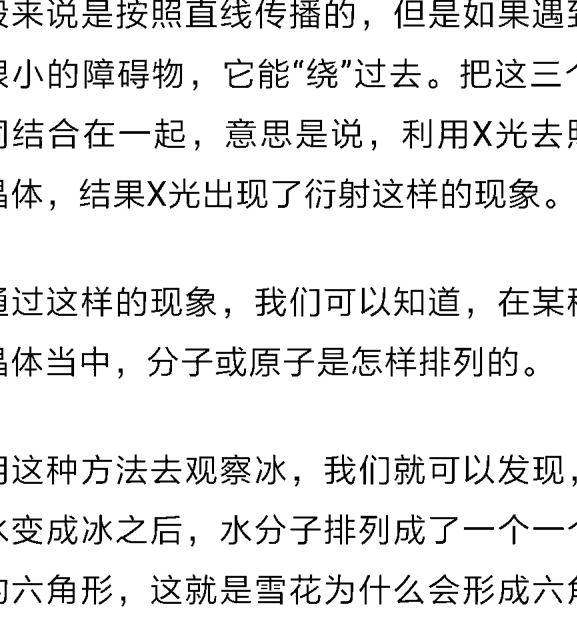 来说是按照直线传播的，但是如果遇
小的障碍物，它能“绕”过去。把这三
结合在一起，意思是说，利用X光去
体，结果X光出现了衍射这样的现象。
通过这样的现象，我们可以知道，在某种
晶体当中，分子或原子是怎样排列的。
用这种方法去观察冰，我们就可以发现，
水变成冰之后，水分子排列成了一个一个
的六角形，这就是雪花为什么会形成六角